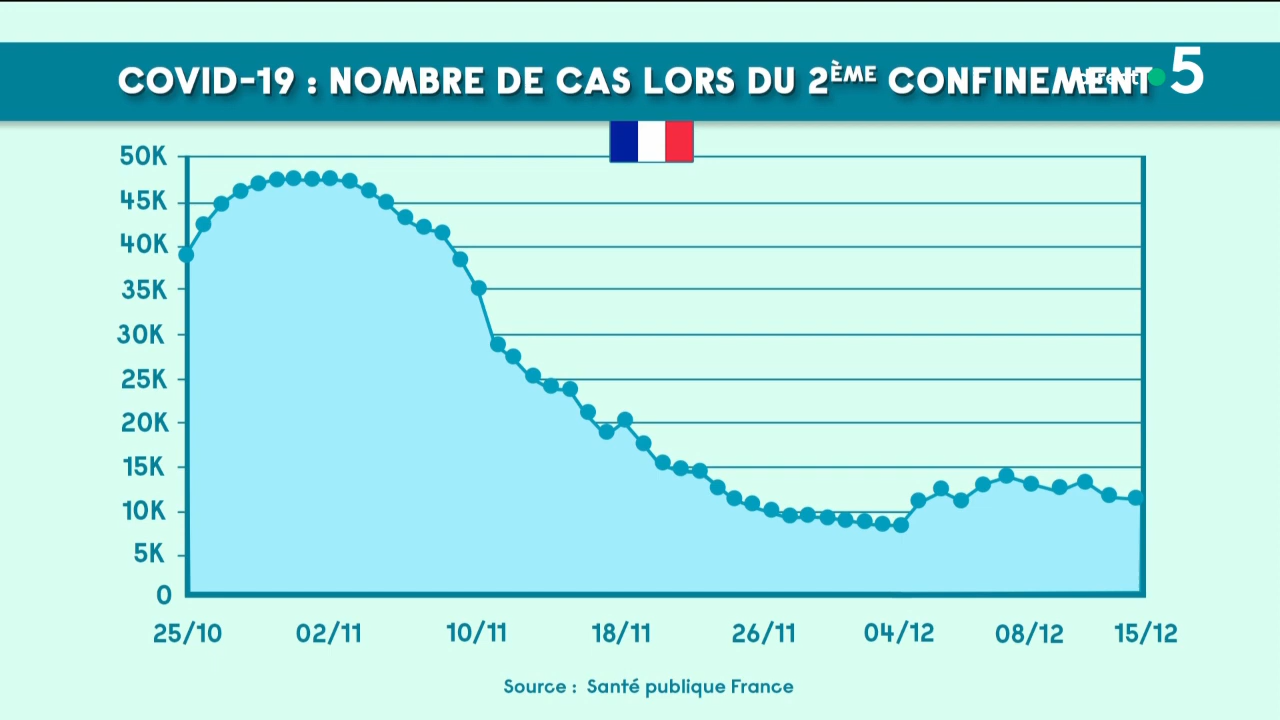 COVID-19 : NOMBRE DE CAS LORS DU 2ÈME CONFINEMENT
direct 5
50K
45K
40K
35K
30K
25K
20K
15K
10K
5K
0
25/10 02/11 10/11 18/11 26/11 04/12 08/12 15/12
Source : Santé publique France